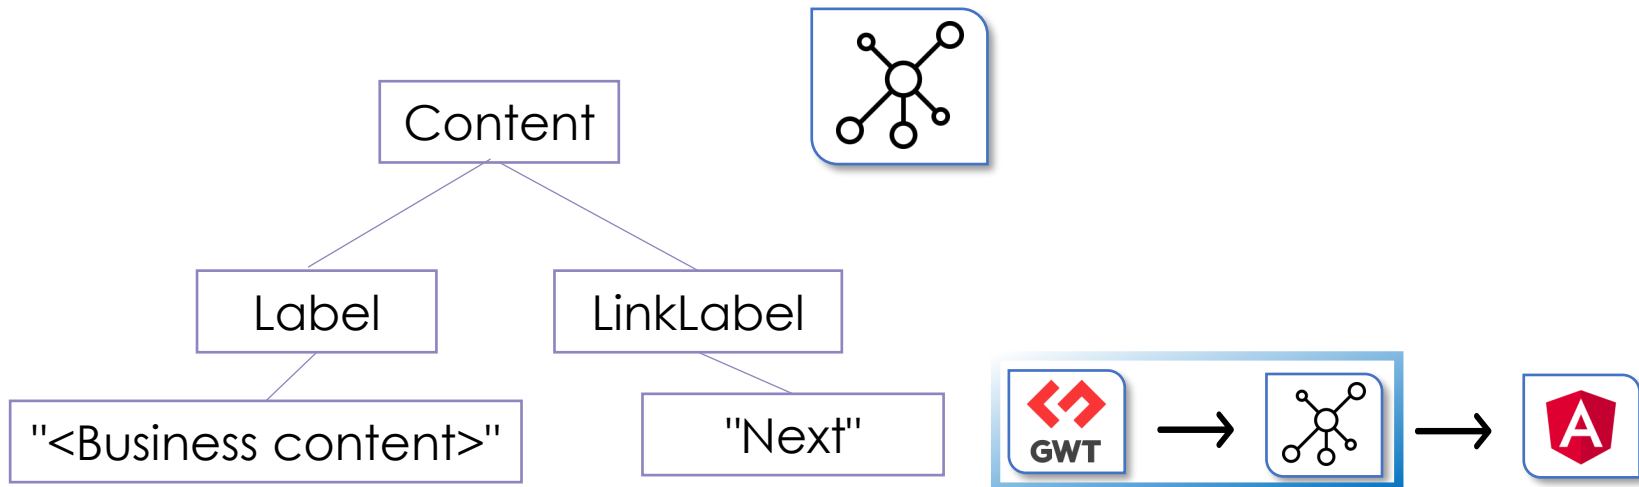 Content
Label
LinkLabel
"<Business content>"
"Next"
GWT
A